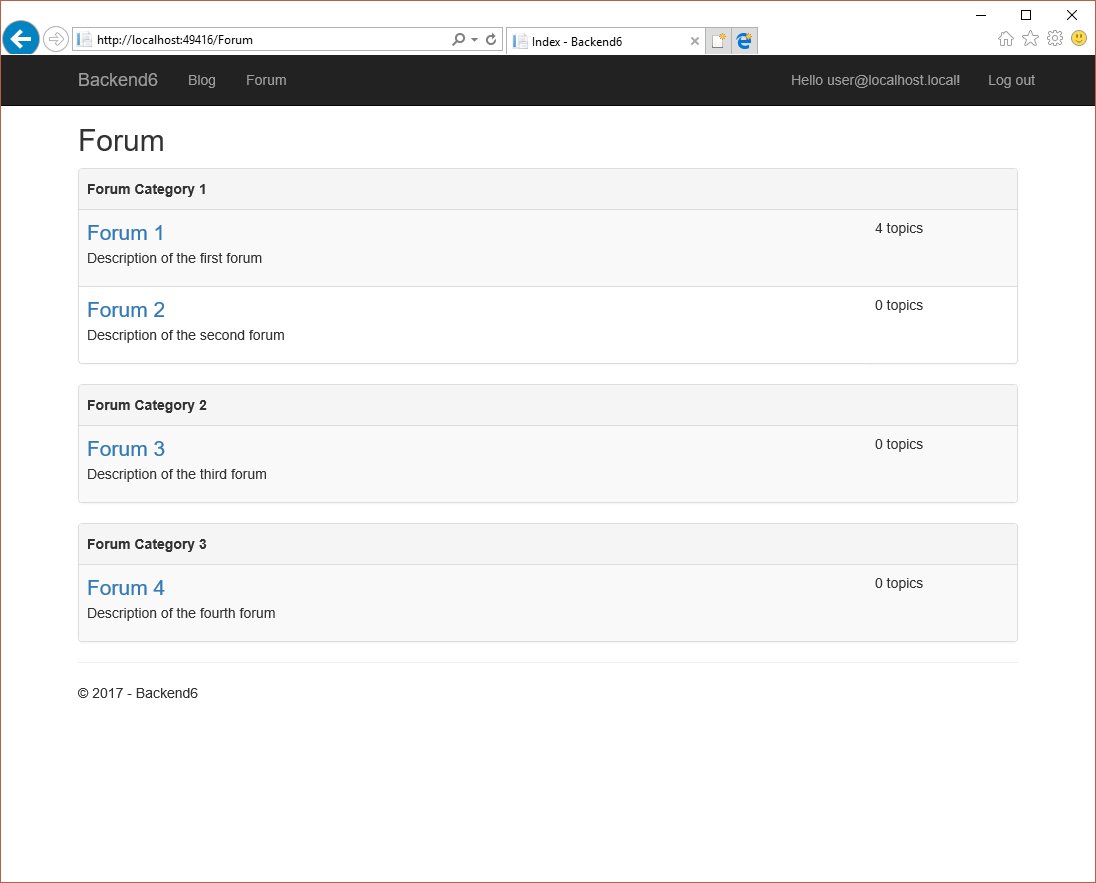 http://localhost:49416/Forum
Index - Backend6
Backend6 Blog Forum Hello user@localhost.local! Log out
Forum
Forum Category 1
Forum 1 4 topics
Description of the first forum
Forum 2 0 topics
Description of the second forum
Forum Category 2
Forum 3 0 topics
Description of the third forum
Forum Category 3
Forum 4 0 topics
Description of the fourth forum
© 2017 - Backend6